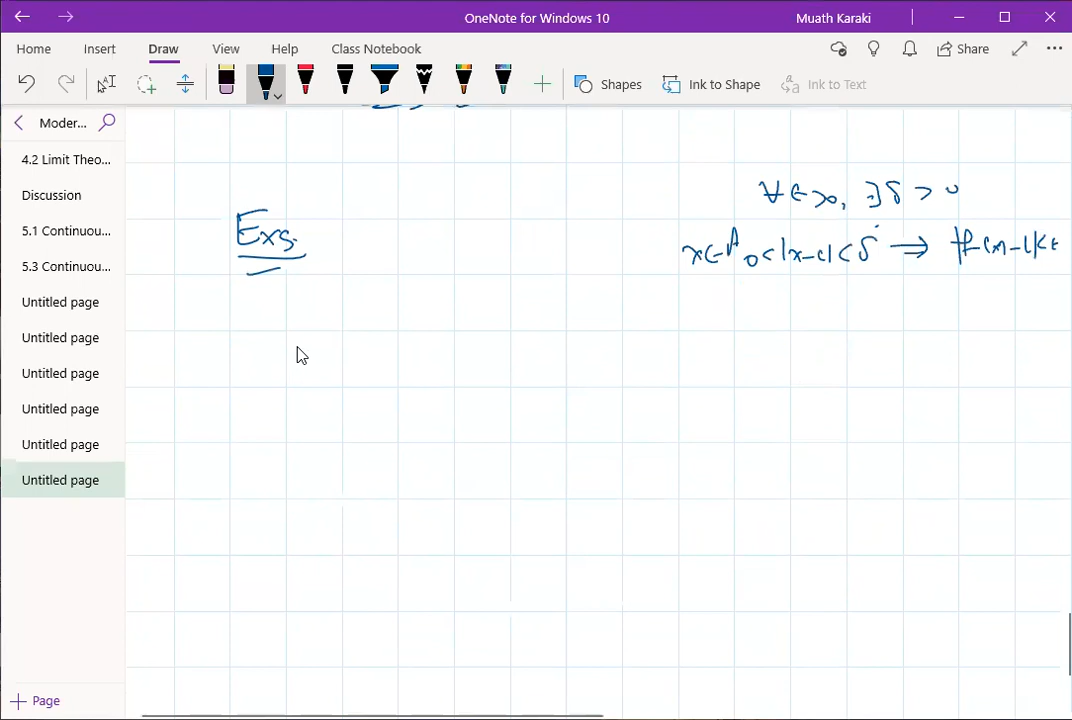 OneNote for Windows 10
Muath Karaki
Home Insert Draw View Help Class Notebook Share
Shapes Ink to Shape Ink to Text
Moder...
4.2 Limit Theo...
Discussion
5.1 Continuou...
5.3 Continuou...
Untitled page
Untitled page
Untitled page
Untitled page
Untitled page
Untitled page
Page
Exs.
∀ ε >0, ∃ δ > 0
x∈A 0<|x-c|<δ ⇒ |f(x)-L|<ε